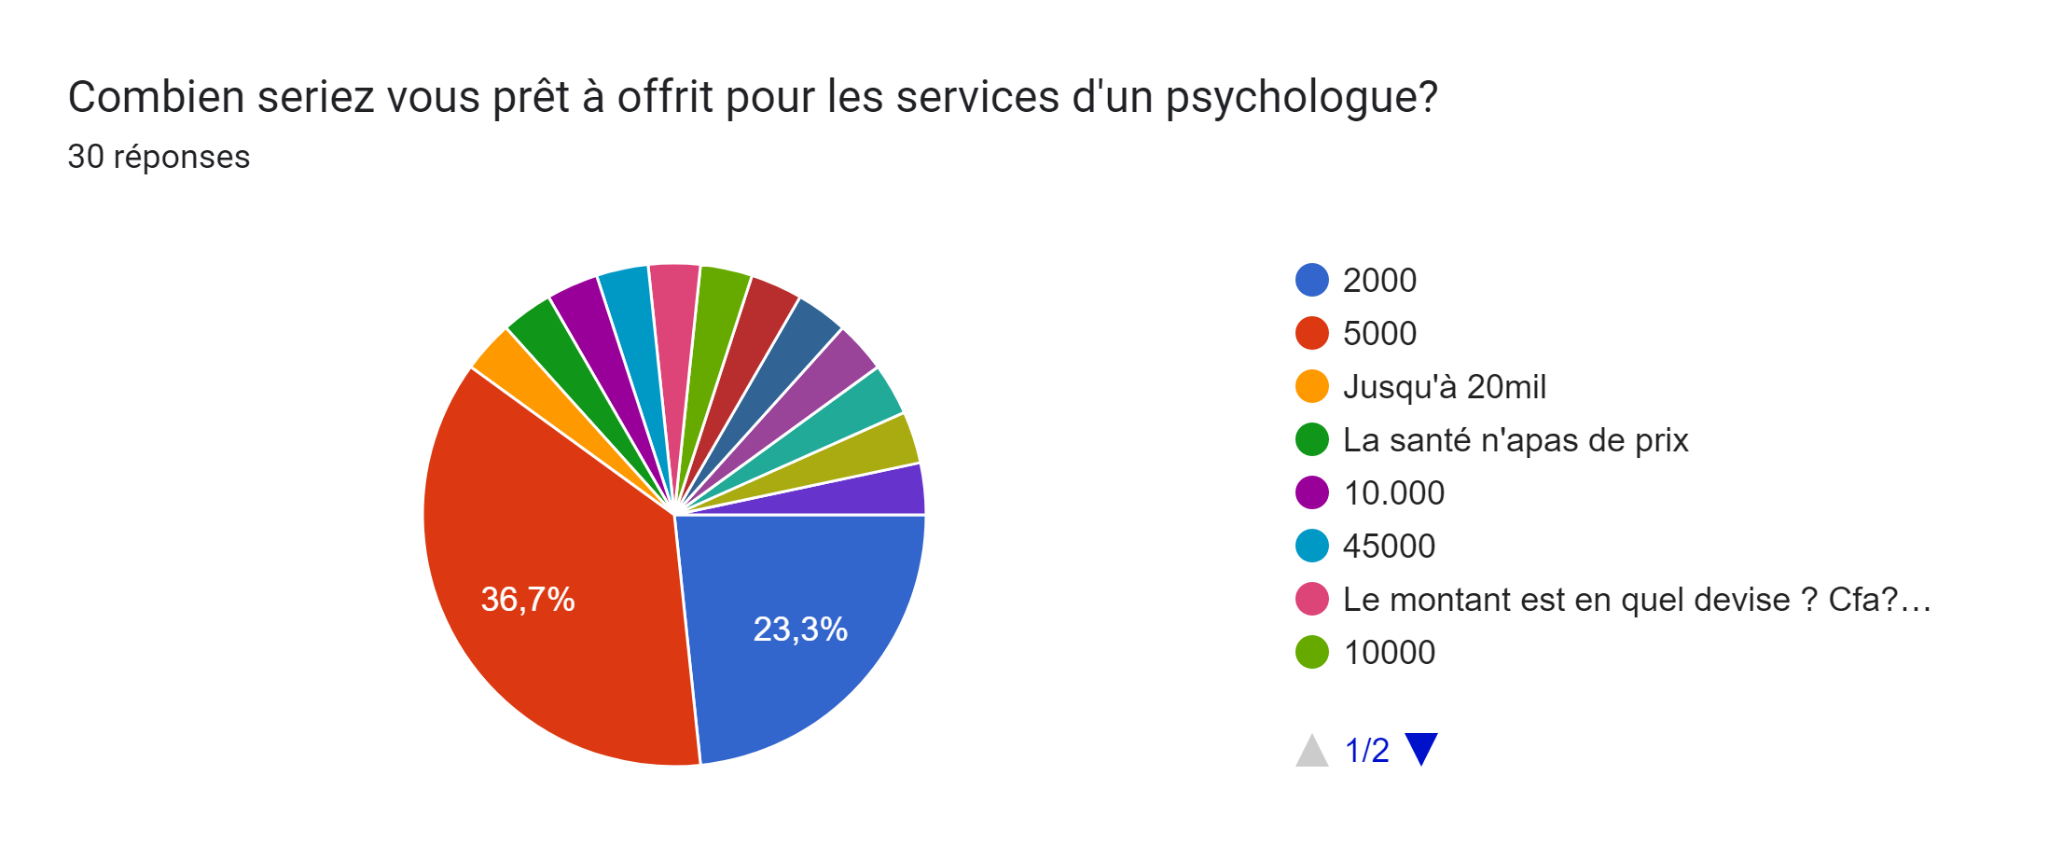 Combien seriez vous prêt à offrit pour les services d'un psychologue?
30 réponses
36,7%
23,3%
2000
5000
Jusqu'à 20mil
La santé n'apas de prix
10.000
45000
Le montant est en quel devise ? Cfa?…
10000
1/2